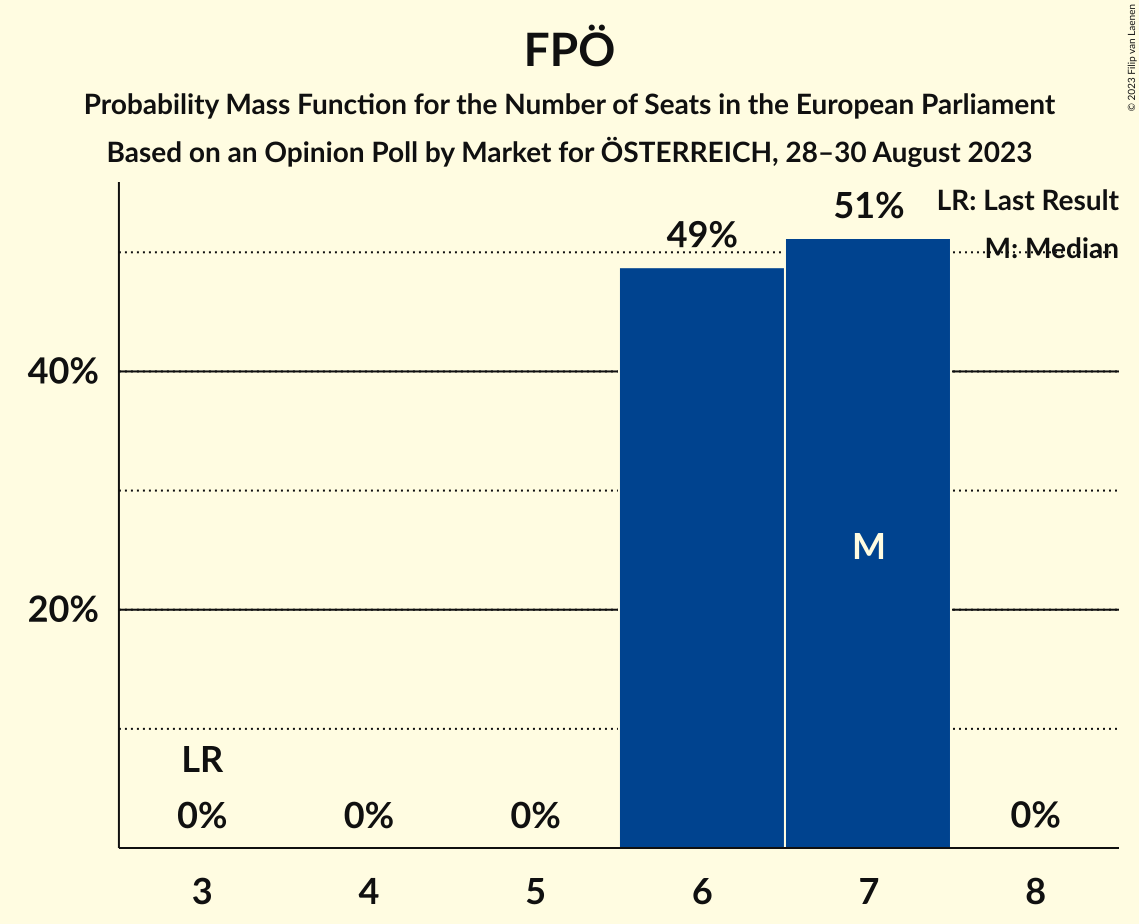 FPÖ
Probability Mass Function for the Number of Seats in the European Parliament
Based on an Opinion Poll by Market for ÖSTERREICH, 28–30 August 2023
© 2023 Filip van Laenen
LR: Last Result
M: Median
49%
51%
40%
20%
M
LR
0%
0%
0%
0%
3
4
5
6
7
8